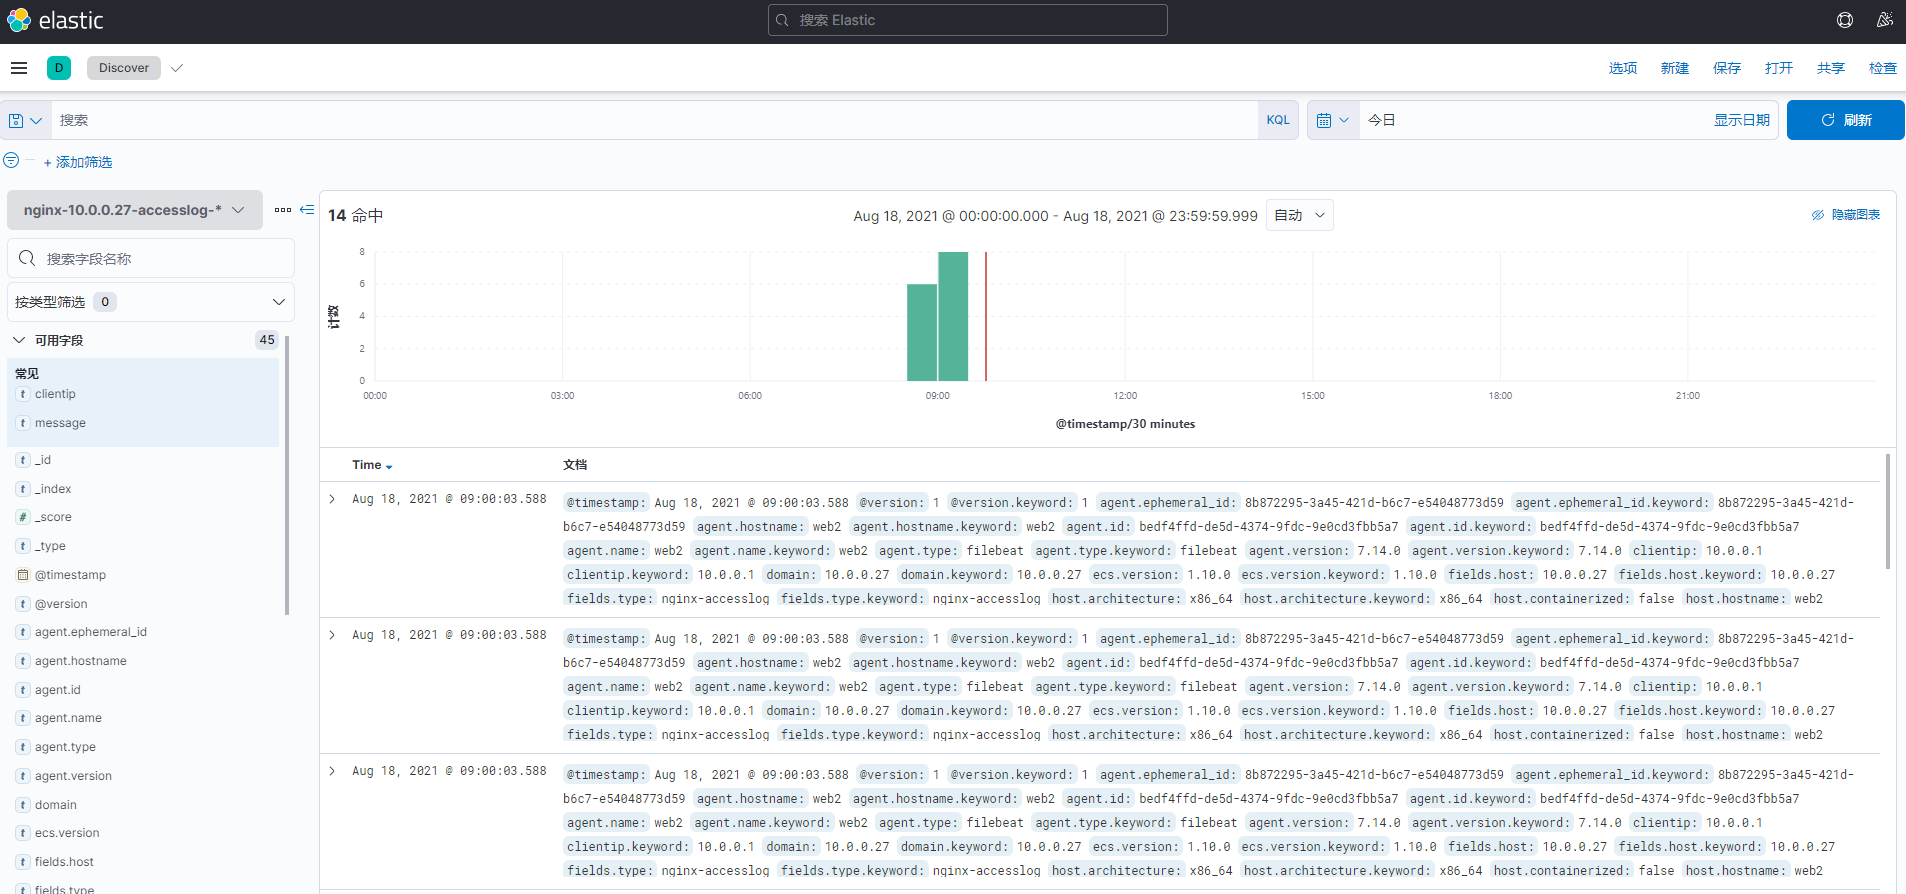 elastic
搜索 Elastic
D
Discover
选项 新建 保存 打开 共享 检查
搜索
KQL
今日
显示日期
刷新
+ 添加筛选
nginx-10.0.0.27-accesslog-*
搜索字段名称
按类型筛选 0
可用字段 45
常见
t clientip
t message
t _id
t _index
# _score
t _type
@timestamp
t @version
t agent.ephemeral_id
t agent.hostname
t agent.id
t agent.name
t agent.type
t agent.version
t domain
t ecs.version
t fields.host
t fields.type
14 命中
Aug 18, 2021 @ 00:00:00.000 - Aug 18, 2021 @ 23:59:59.999
自动
隐藏图表
计数
8
6
4
2
0
00:00 03:00 06:00 09:00 12:00 15:00 18:00 21:00
@timestamp/30 minutes
Time 文档
Aug 18, 2021 @ 09:00:03.588 @timestamp: Aug 18, 2021 @ 09:00:03.588 @version: 1 @version.keyword: 1 agent.ephemeral_id: 8b872295-3a45-421d-b6c7-e54048773d59 agent.ephemeral_id.keyword: 8b872295-3a45-421d-
b6c7-e54048773d59 agent.hostname: web2 agent.hostname.keyword: web2 agent.id: bedf4ffd-de5d-4374-9fdc-9e0cd3fbb5a7 agent.id.keyword: bedf4ffd-de5d-4374-9fdc-9e0cd3fbb5a7
agent.name: web2 agent.name.keyword: web2 agent.type: filebeat agent.type.keyword: filebeat agent.version: 7.14.0 agent.version.keyword: 7.14.0 clientip: 10.0.0.1
clientip.keyword: 10.0.0.1 domain: 10.0.0.27 domain.keyword: 10.0.0.27 ecs.version: 1.10.0 ecs.version.keyword: 1.10.0 fields.host: 10.0.0.27 fields.host.keyword: 10.0.0.27
fields.type: nginx-accesslog fields.type.keyword: nginx-accesslog host.architecture: x86_64 host.architecture.keyword: x86_64 host.containerized: false host.hostname: web2
Aug 18, 2021 @ 09:00:03.588 @timestamp: Aug 18, 2021 @ 09:00:03.588 @version: 1 @version.keyword: 1 agent.ephemeral_id: 8b872295-3a45-421d-b6c7-e54048773d59 agent.ephemeral_id.keyword: 8b872295-3a45-421d-
b6c7-e54048773d59 agent.hostname: web2 agent.hostname.keyword: web2 agent.id: bedf4ffd-de5d-4374-9fdc-9e0cd3fbb5a7 agent.id.keyword: bedf4ffd-de5d-4374-9fdc-9e0cd3fbb5a7
agent.name: web2 agent.name.keyword: web2 agent.type: filebeat agent.type.keyword: filebeat agent.version: 7.14.0 agent.version.keyword: 7.14.0 clientip: 10.0.0.1
clientip.keyword: 10.0.0.1 domain: 10.0.0.27 domain.keyword: 10.0.0.27 ecs.version: 1.10.0 ecs.version.keyword: 1.10.0 fields.host: 10.0.0.27 fields.host.keyword: 10.0.0.27
fields.type: nginx-accesslog fields.type.keyword: nginx-accesslog host.architecture: x86_64 host.architecture.keyword: x86_64 host.containerized: false host.hostname: web2
Aug 18, 2021 @ 09:00:03.588 @timestamp: Aug 18, 2021 @ 09:00:03.588 @version: 1 @version.keyword: 1 agent.ephemeral_id: 8b872295-3a45-421d-b6c7-e54048773d59 agent.ephemeral_id.keyword: 8b872295-3a45-421d-
b6c7-e54048773d59 agent.hostname: web2 agent.hostname.keyword: web2 agent.id: bedf4ffd-de5d-4374-9fdc-9e0cd3fbb5a7 agent.id.keyword: bedf4ffd-de5d-4374-9fdc-9e0cd3fbb5a7
agent.name: web2 agent.name.keyword: web2 agent.type: filebeat agent.type.keyword: filebeat agent.version: 7.14.0 agent.version.keyword: 7.14.0 clientip: 10.0.0.1
clientip.keyword: 10.0.0.1 domain: 10.0.0.27 domain.keyword: 10.0.0.27 ecs.version: 1.10.0 ecs.version.keyword: 1.10.0 fields.host: 10.0.0.27 fields.host.keyword: 10.0.0.27
fields.type: nginx-accesslog fields.type.keyword: nginx-accesslog host.architecture: x86_64 host.architecture.keyword: x86_64 host.containerized: false host.hostname: web2